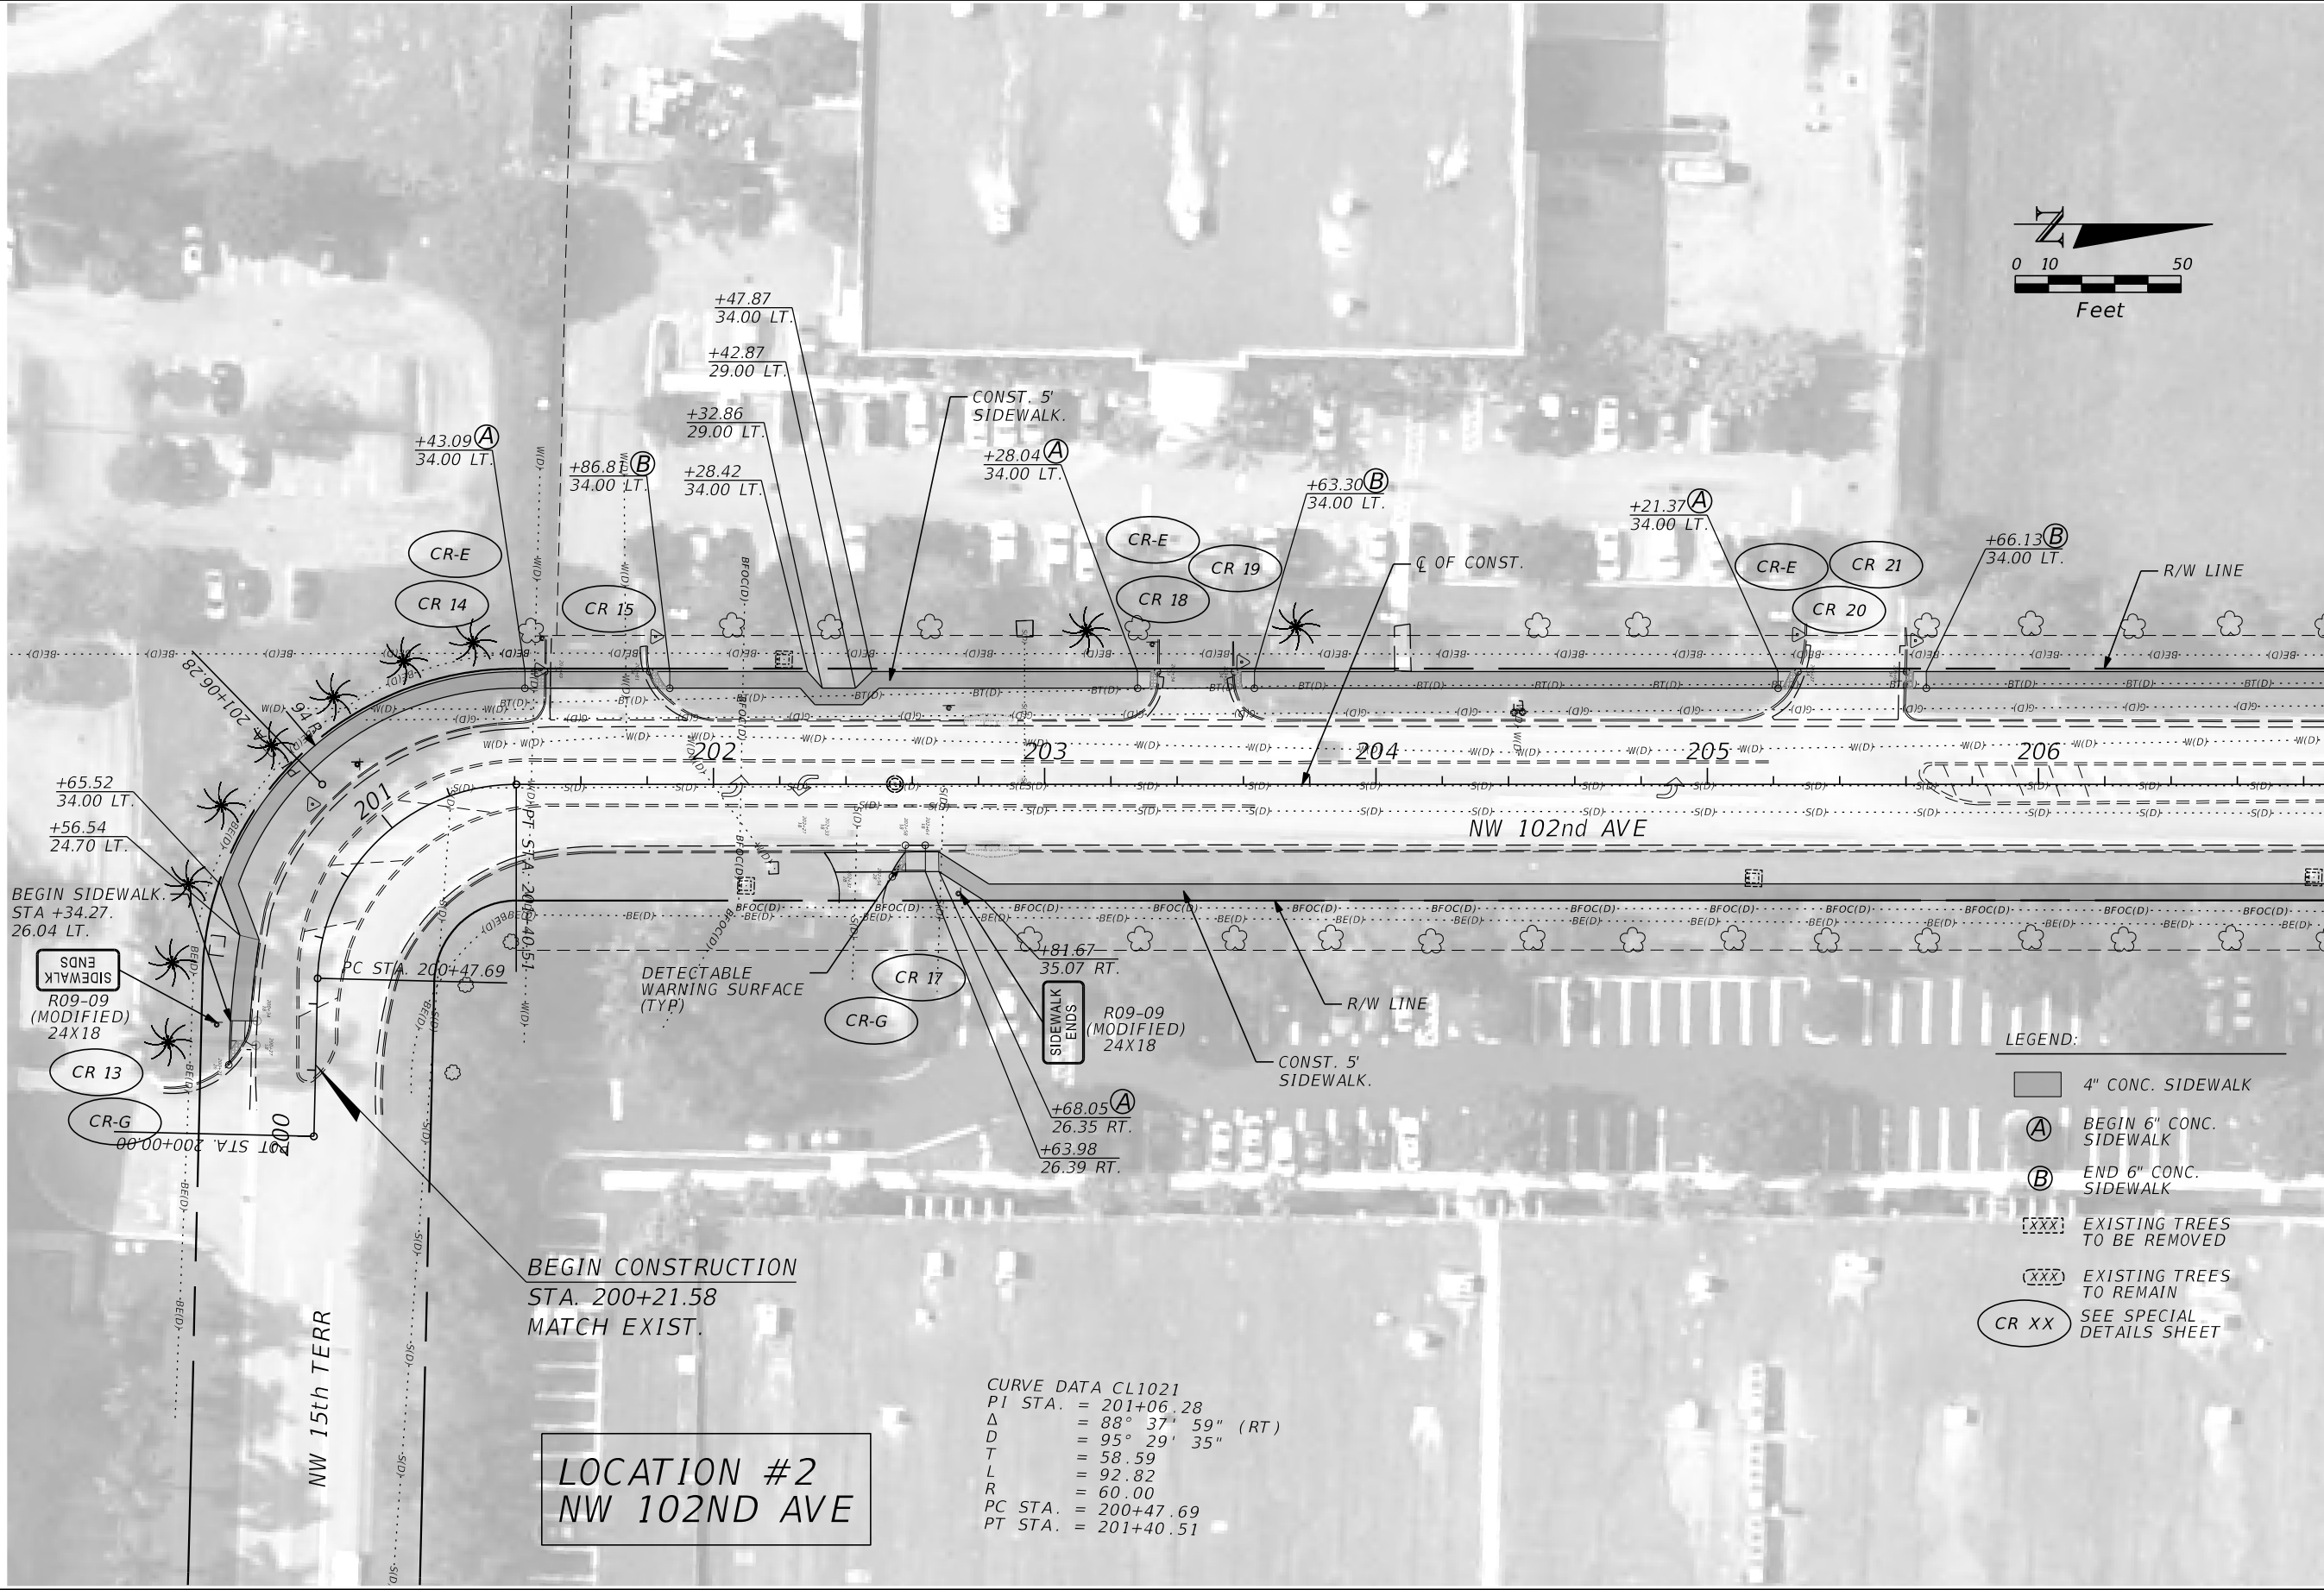 Z
0 10 50
Feet
+47.87
34.00 LT.
+42.87
29.00 LT.
+32.86
29.00 LT.
+28.42
34.00 LT.
CONST. 5'
SIDEWALK.
+43.09 A
34.00 LT.
+86.81 B
34.00 LT.
+28.04 A
34.00 LT.
+63.30 B
34.00 LT.
+21.37 A
34.00 LT.
+66.13 B
34.00 LT.
CR-E
CR 14
CR 15
CR-E
CR 19
CR 18
℄ OF CONST.
CR-E
CR 21
CR 20
R/W LINE
201+06.28
201
202
203
204
205
206
NW 102nd AVE
+65.52
34.00 LT.
+56.54
24.70 LT.
BEGIN SIDEWALK.
STA +34.27.
26.04 LT.
SIDEWALK
ENDS
R09-09
(MODIFIED)
24X18
CR 13
CR-G
POT STA. 200+00.00
200
PC STA. 200+47.69
PT STA. 200+40.51
DETECTABLE
WARNING SURFACE
(TYP.)
CR 17
CR-G
+81.67
35.07 RT.
SIDEWALK
ENDS
R09-09
(MODIFIED)
24X18
R/W LINE
CONST. 5'
SIDEWALK.
+68.05 A
26.35 RT.
+63.98
26.39 RT.
BE(D)
W(D)
BT(D)
G(D)
S(D)
BFOC(D)
BEGIN CONSTRUCTION
STA. 200+21.58
MATCH EXIST.
NW 15th TERR
LOCATION #2
NW 102ND AVE
CURVE DATA CL1021
PI STA. = 201+06.28
Δ = 88° 37' 59" (RT)
D = 95° 29' 35"
T = 58.59
L = 92.82
R = 60.00
PC STA. = 200+47.69
PT STA. = 201+40.51
LEGEND:
4" CONC. SIDEWALK
A BEGIN 6" CONC.
SIDEWALK
B END 6" CONC.
SIDEWALK
XXX EXISTING TREES
TO BE REMOVED
XXX EXISTING TREES
TO REMAIN
CR XX SEE SPECIAL
DETAILS SHEET